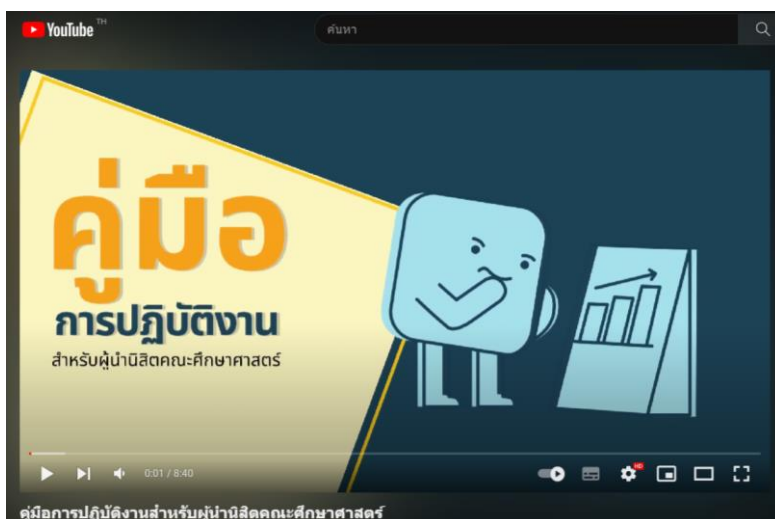 YouTube TH
ค้นหา
คู่มือ
การปฏิบัติงาน
สำหรับผู้นำนิสิตคณะศึกษาศาสตร์
0:01 / 8:40
HD
คู่มือการปฏิบัติงานสำหรับผู้นำนิสิตคณะศึกษาศาสตร์